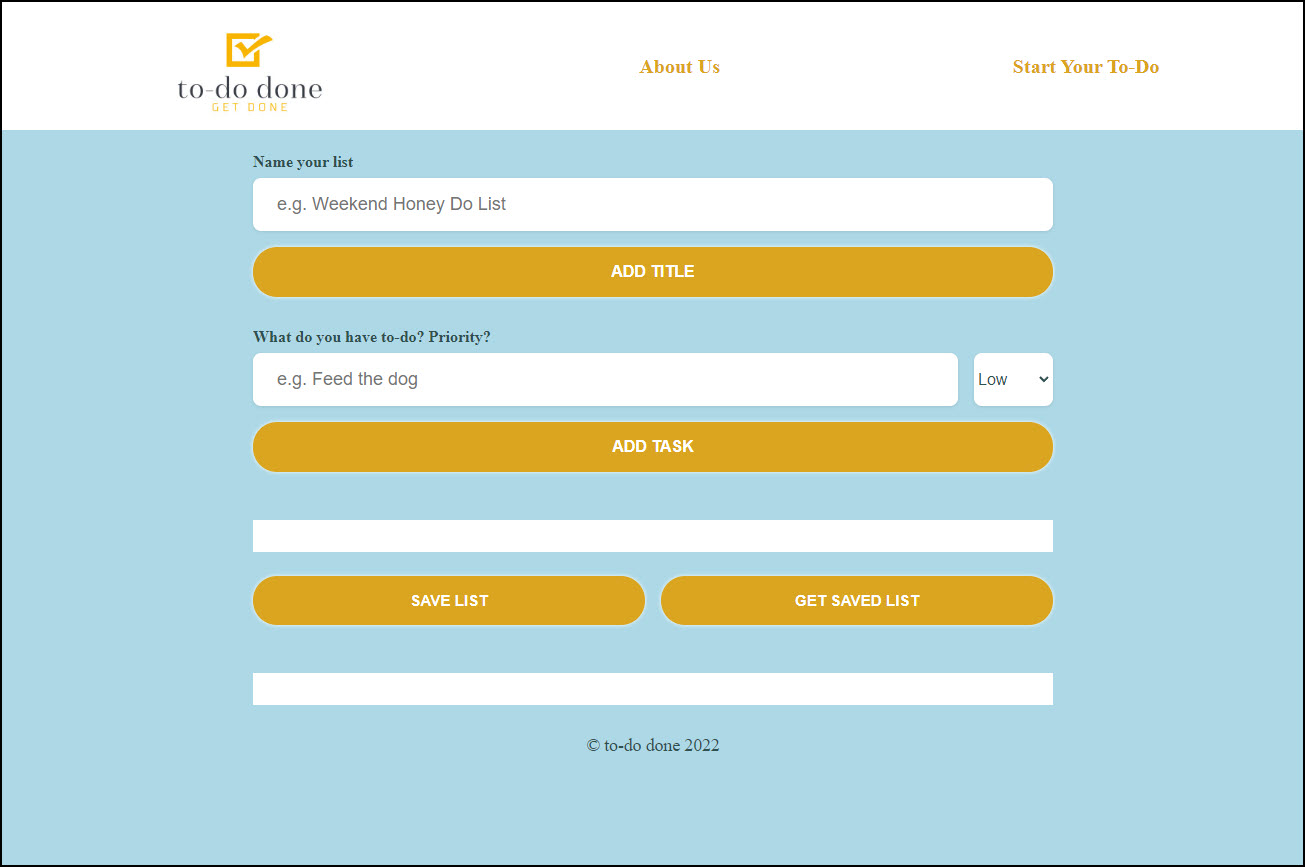 to-do done
GET DONE
About Us
Start Your To-Do
Name your list
e.g. Weekend Honey Do List
ADD TITLE
What do you have to-do? Priority?
e.g. Feed the dog
Low
ADD TASK
SAVE LIST
GET SAVED LIST
© to-do done 2022